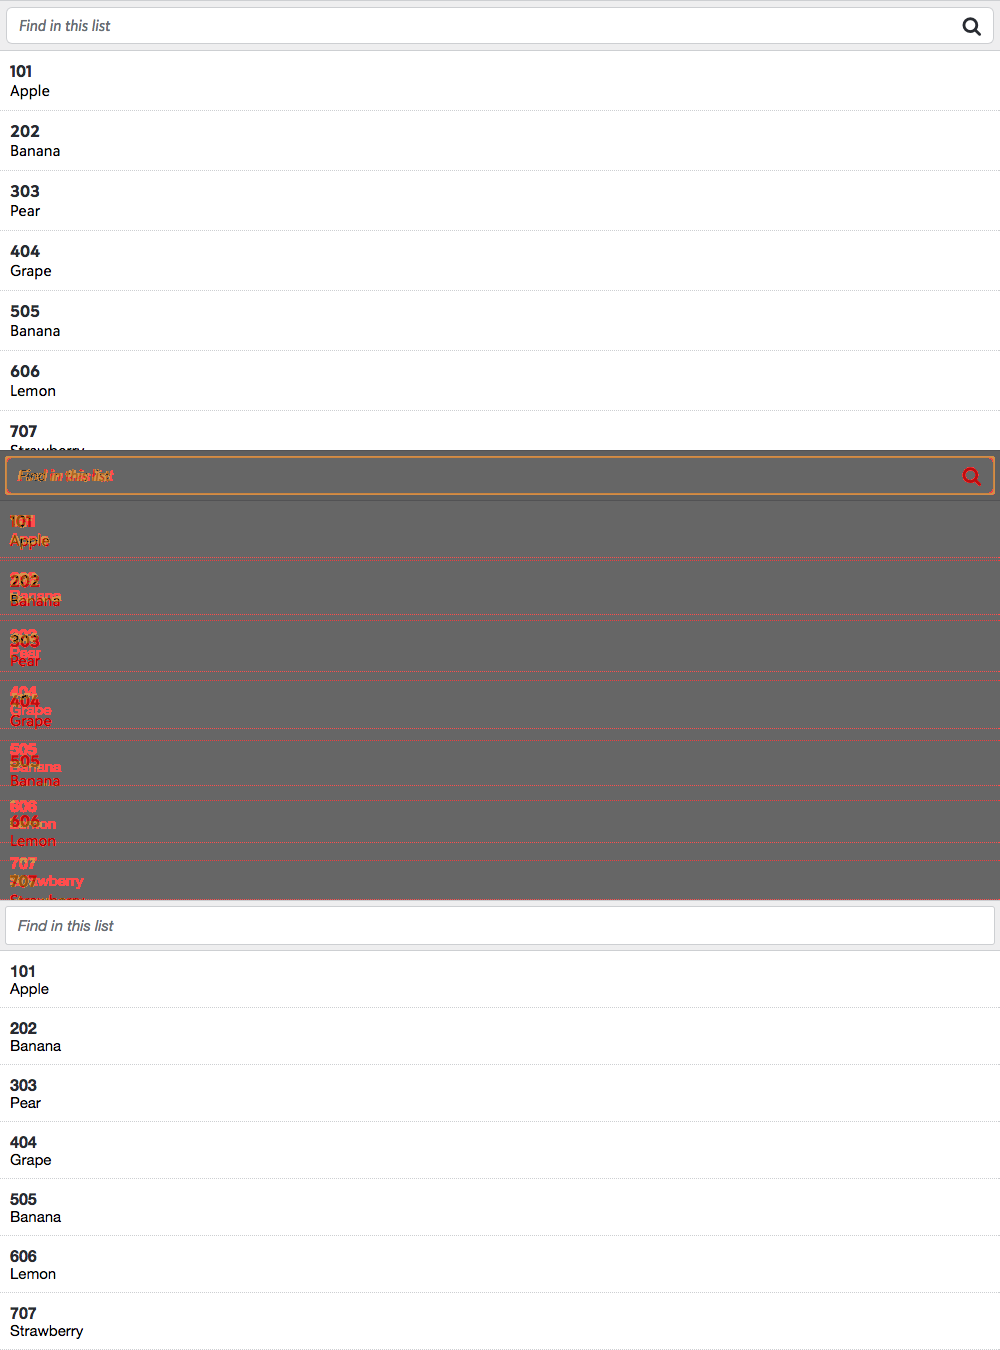 Find in this list
101
Apple
202
Banana
303
Pear
404
Grape
505
Banana
606
Lemon
707
Strawberry
Find in this list
101
Apple
202
Banana
303
Pear
404
Grape
505
Banana
606
Lemon
707
Strawberry
Find in this list
101
Apple
202
Banana
303
Pear
404
Grape
505
Banana
606
Lemon
707
Strawberry